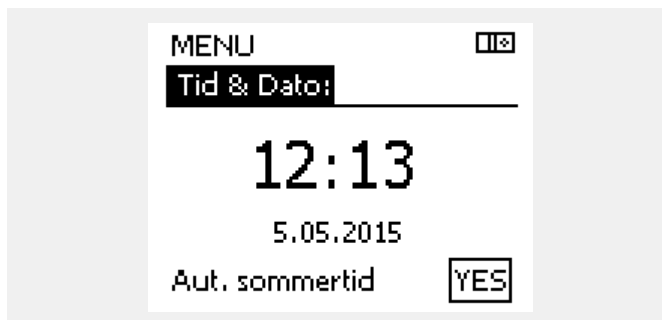 MENU
Tid & Dato:
12:13
5.05.2015
Aut. sommertid YES